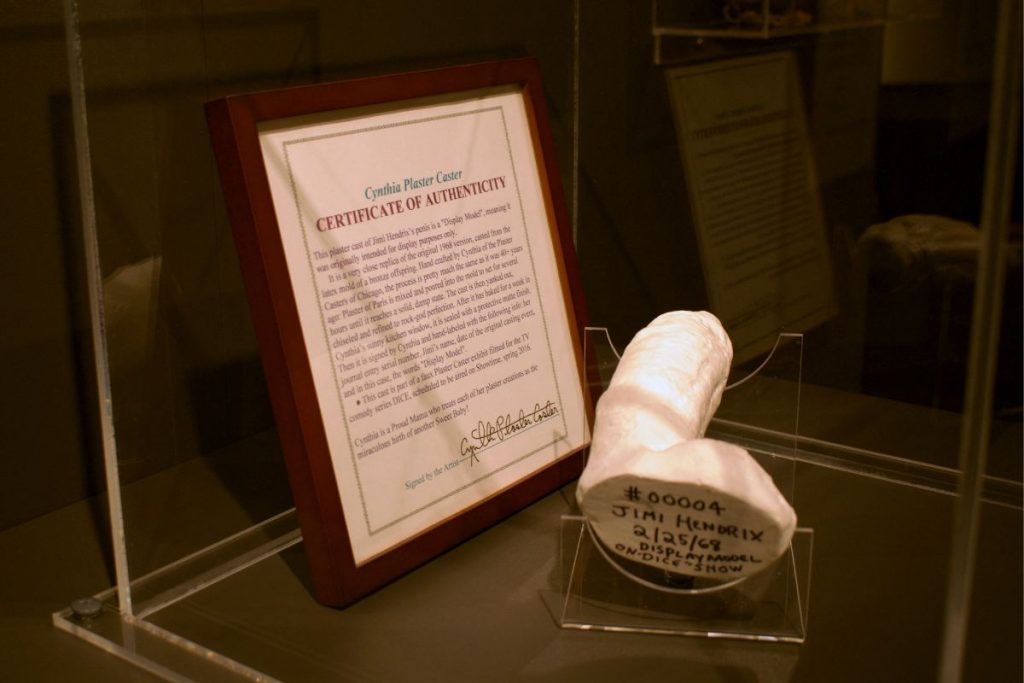 Cynthia Plaster Caster
CERTIFICATE OF AUTHENTICITY
This plaster cast of Jimi Hendrix's penis is a "Display Model", meaning it
was originally intended for display purposes only.
It is a very close replica of the original 1968 version, casted from the
latex mold of a bronze offspring. Hand crafted by Cynthia of the Plaster
Casters of Chicago, the process is pretty much the same as it was 40+ years
ago: Plaster of Paris is mixed and poured into the mold to set for several
hours until it reaches a solid, damp state. The cast is then yanked out,
chiseled and refined to rock-god perfection. After it has baked for a week in
Cynthia's sunny kitchen window, it is sealed with a protective matte finish.
Then it is signed by Cynthia and hand-labeled with the following info: her
journal entry serial number, Jimi's name, date of the original casting event,
and in this case, the words "Display Model".
● This cast is part of a faux Plaster Caster exhibit filmed for the TV
comedy series DICE, scheduled to be aired on Showtime, spring 2016.
Cynthia is a Proud Mama who treats each of her plaster creations as the
miraculous birth of another Sweet Baby!
Signed by the Artist Cynthia Plaster Caster
#00004
JIMI HENDRIX
2/25/68
DISPLAY MODEL
ON "DICE" SHOW